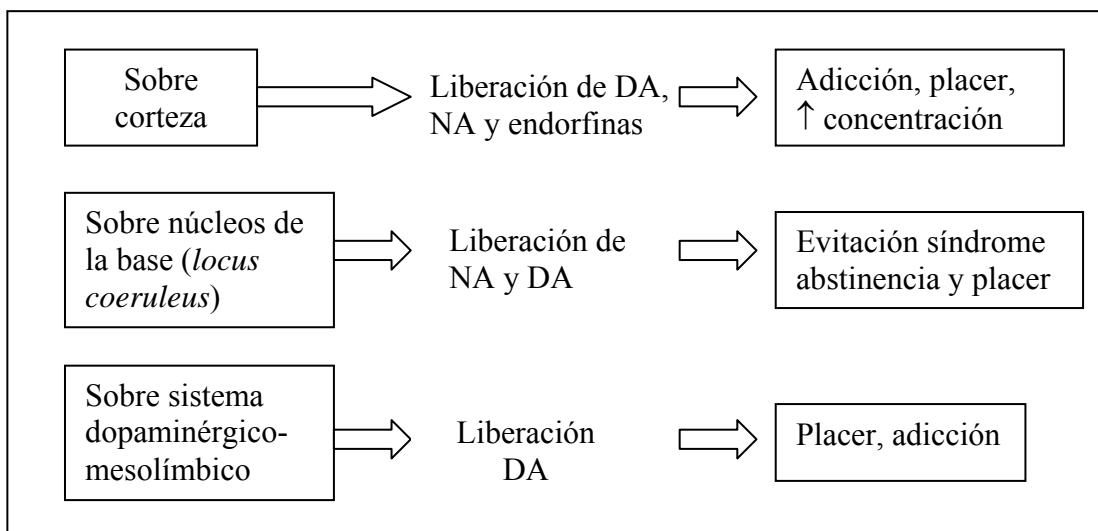 Sobre
corteza
Liberación de DA,
NA y endorfinas
Adicción, placer,
↑ concentración
Sobre núcleos de
la base (locus
coeruleus)
Liberación de
NA y DA
Evitación síndrome
abstinencia y placer
Sobre sistema
dopaminérgico-
mesolímbico
Liberación
DA
Placer, adicción